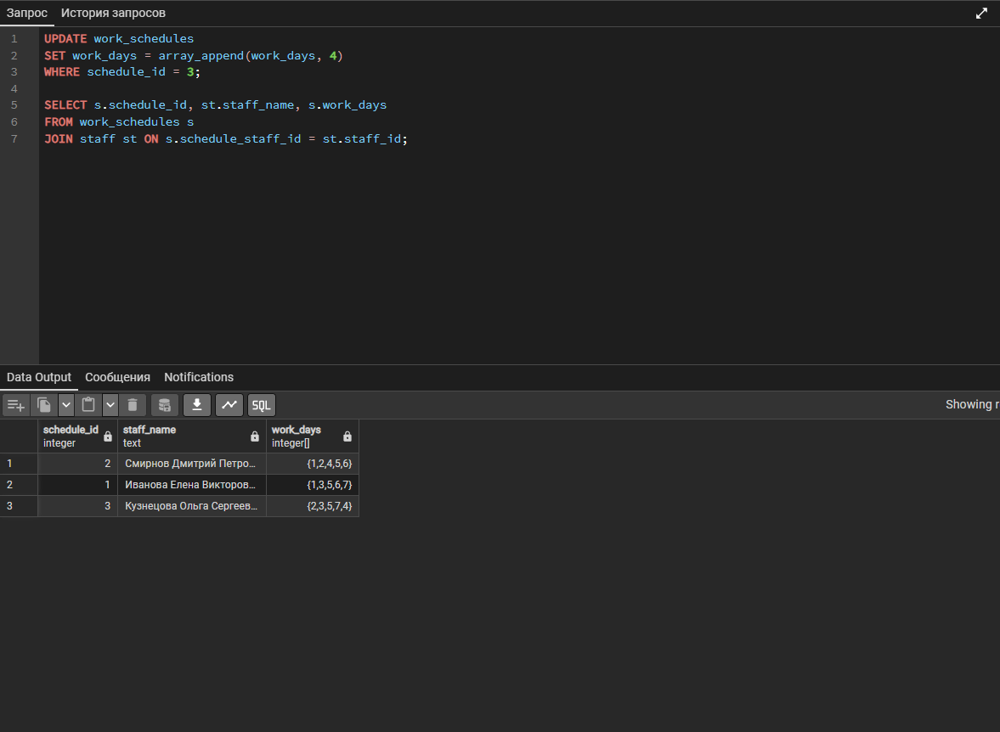 Запрос История запросов
1 UPDATE work_schedules
2 SET work_days = array_append(work_days, 4)
3 WHERE schedule_id = 3;
4
5 SELECT s.schedule_id, st.staff_name, s.work_days
6 FROM work_schedules s
7 JOIN staff st ON s.schedule_staff_id = st.staff_id;
Data Output Сообщения Notifications
SQL
Showing r
schedule_id staff_name work_days
integer text integer[]
1 2 Смирнов Дмитрий Петро... {1,2,4,5,6}
2 1 Иванова Елена Викторов... {1,3,5,6,7}
3 3 Кузнецова Ольга Сергеев... {2,3,5,7,4}